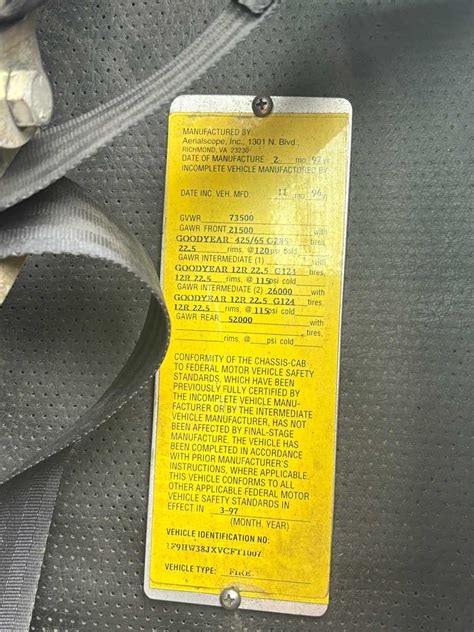 MANUFACTURED BY:
Aerialscope, Inc., 1301 N. Blvd.,
RICHMOND, VA 23230
DATE OF MANUFACTURE 2 mo. 97 yr
INCOMPLETE VEHICLE MANUFACTURED BY
DATE INC. VEH. MFD. 11 mo. 96 yr
GVWR 73500
GAWR FRONT 21500 with
GOODYEAR 425/65 G286 tires,
22.5 rims, @ 120 psi cold
GAWR INTERMEDIATE (1) with
GOODYEAR 12R 22.5 G124 tires,
12R 22.5 rims, @ 115 psi cold
GAWR INTERMEDIATE (2) 26000 with
GOODYEAR 12R 22.5 G124 tires,
12R 22.5 rims, @ 115 psi cold
GAWR REAR 52000 with
tires,
rims, @ psi cold
CONFORMITY OF THE CHASSIS-CAB
TO FEDERAL MOTOR VEHICLE SAFETY
STANDARDS, WHICH HAVE BEEN
PREVIOUSLY FULLY CERTIFIED BY
THE INCOMPLETE VEHICLE MANU-
FACTURER OR BY THE INTERMEDIATE
VEHICLE MANUFACTURER, HAS NOT
BEEN AFFECTED BY FINAL-STAGE
MANUFACTURE. THE VEHICLE HAS
BEEN COMPLETED IN ACCORDANCE
WITH PRIOR MANUFACTURER'S
INSTRUCTIONS, WHERE APPLICABLE.
THIS VEHICLE CONFORMS TO ALL
OTHER APPLICABLE FEDERAL MOTOR
VEHICLE SAFETY STANDARDS IN
EFFECT IN 3-97
(MONTH, YEAR)
VEHICLE IDENTIFICATION NO:
VEHICLE TYPE: FIRE